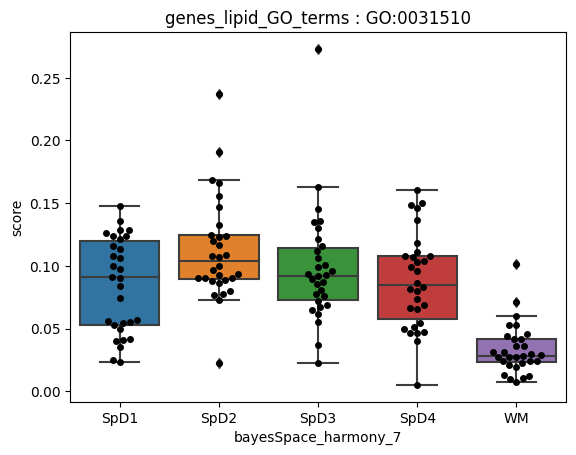 genes_lipid_GO_terms : GO:0031510
score
0.25
0.20
0.15
0.10
0.05
0.00
SpD1 SpD2 SpD3 SpD4 WM
bayesSpace_harmony_7